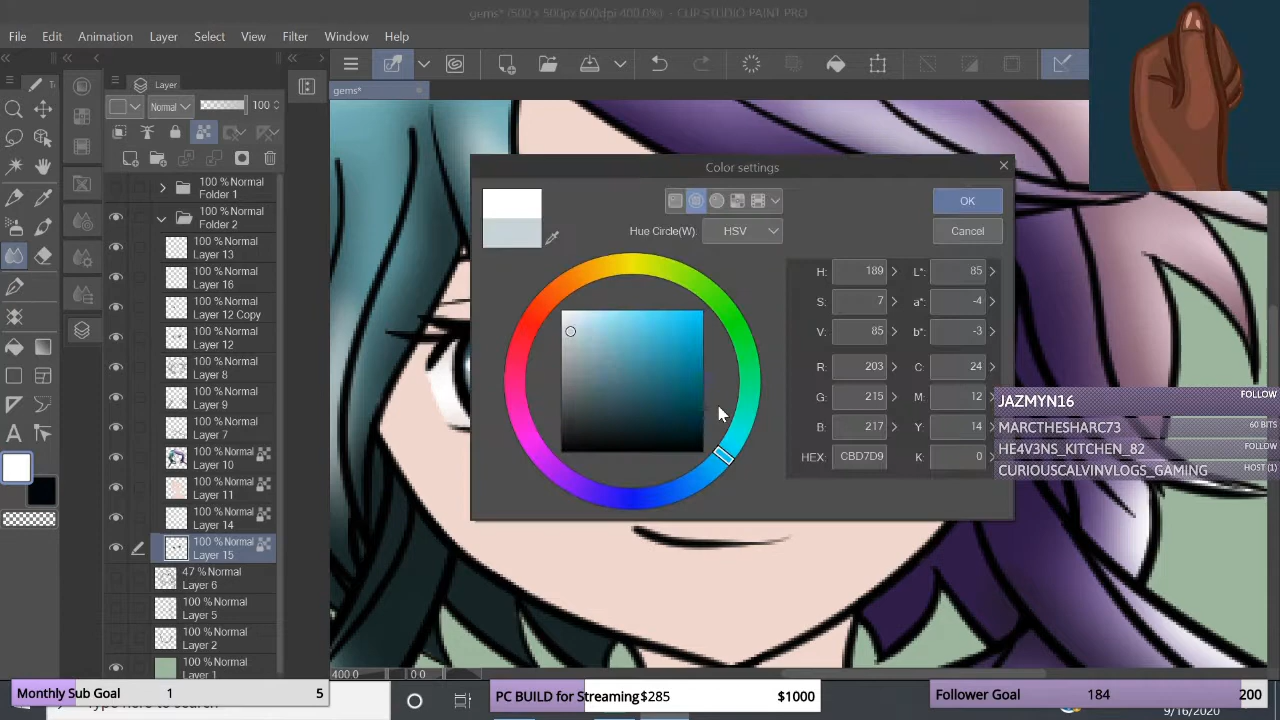 gems* (500 x 500px 600dpi 400.0%) - CLIP STUDIO PAINT PRO
File Edit Animation Layer Select View Filter Window Help
Layer
gems*
Normal 100
100 % Normal
Folder 1
100 % Normal
Folder 2
100 % Normal
Layer 13
100 % Normal
Layer 16
100 % Normal
Layer 12 Copy
100 % Normal
Layer 12
100 % Normal
Layer 8
100 % Normal
Layer 9
100 % Normal
Layer 7
100 % Normal
Layer 10
100 % Normal
Layer 11
100 % Normal
Layer 14
100 % Normal
Layer 15
47 % Normal
Layer 6
100 % Normal
Layer 5
100 % Normal
Layer 2
100 % Normal
Layer 1
Color settings
OK
Hue Circle(W): HSV
Cancel
H: 189 L*: 85
S: 7 a*: -4
V: 85 b*: -3
R: 203 C: 24
G: 215 M: 12
B: 217 Y: 14
HEX: CBD7D9 K: 0
JAZMYN16 FOLLOW
MARCTHESHARC73 60 BITS
HE4V3NS_KITCHEN_82 FOLLOW
CURIOUSCALVINVLOGS_GAMING HOST (1)
400.0 0.0
Monthly Sub Goal 1 5
PC BUILD for Streaming $285 $1000
Follower Goal 184 200
Type here to search
9/16/2020